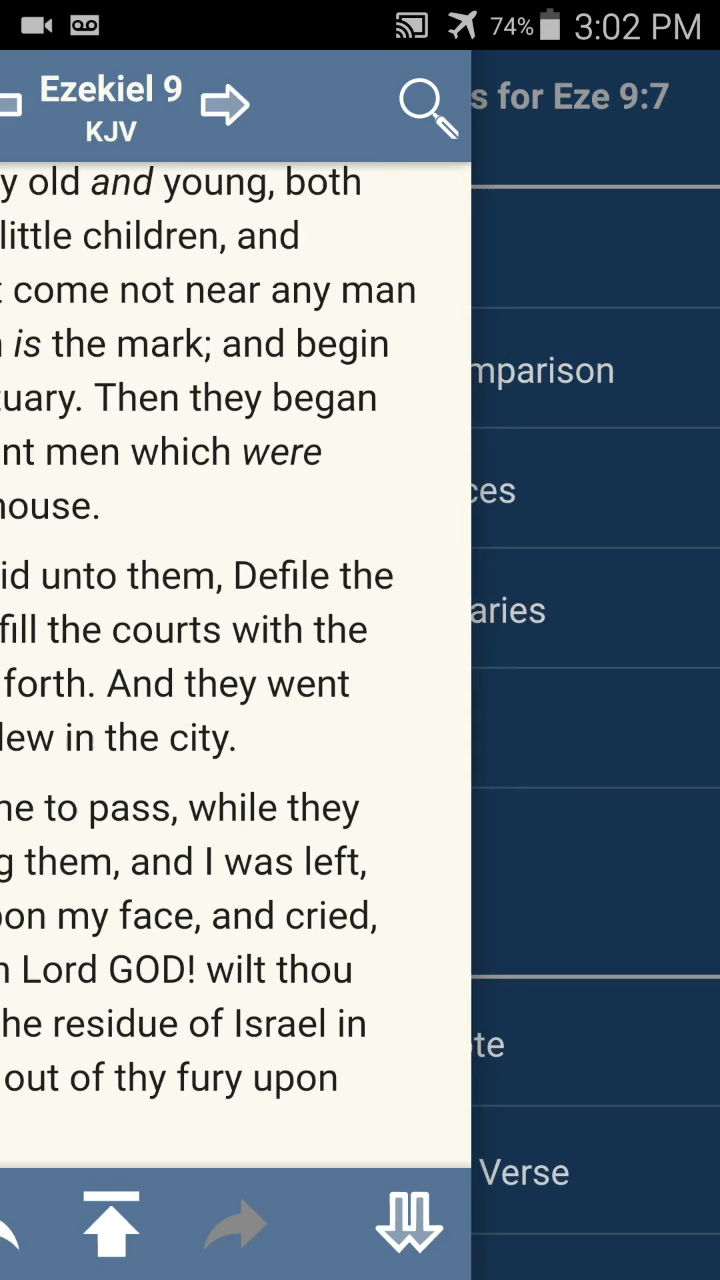 74% 3:02 PM
Ezekiel 9
KJV
s for Eze 9:7
y old and young, both
little children, and
come not near any man
is the mark; and begin
tuary. Then they began
nt men which were
house.
id unto them, Defile the
fill the courts with the
forth. And they went
lew in the city.
ne to pass, while they
g them, and I was left,
pon my face, and cried,
h Lord GOD! wilt thou
he residue of Israel in
out of thy fury upon
mparison
ces
aries
te
Verse